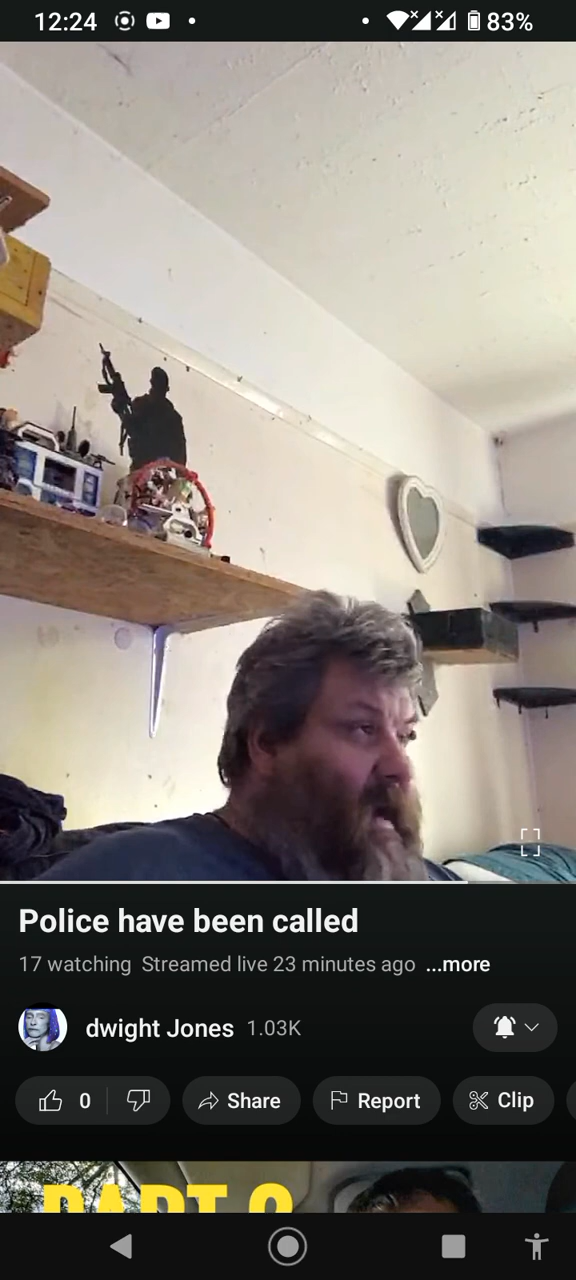 12:24 83%
Police have been called
17 watching Streamed live 23 minutes ago ...more
dwight Jones 1.03K
0 Share Report Clip